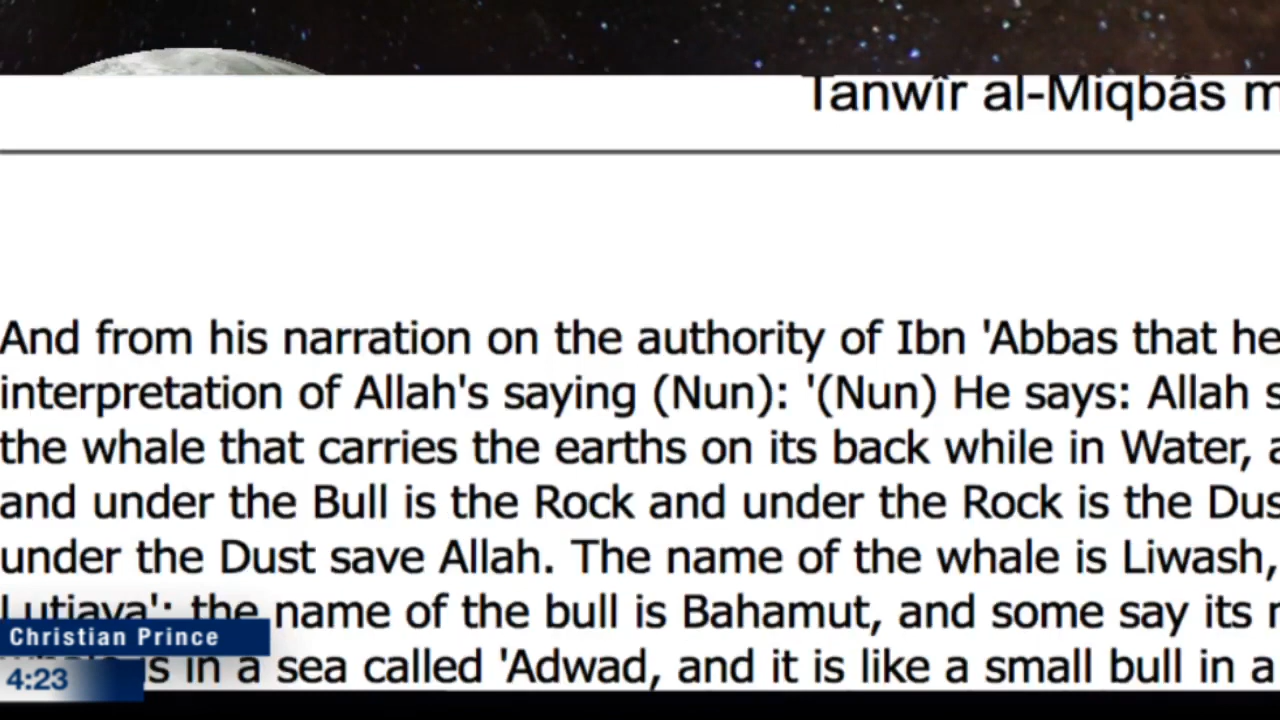 Tanwîr al-Miqbâs
And from his narration on the authority of Ibn 'Abbas that he
interpretation of Allah's saying (Nun): '(Nun) He says: Allah
the whale that carries the earths on its back while in Water,
and under the Bull is the Rock and under the Rock is the
under the Dust save Allah. The name of the whale is Liwash,
the name of the bull is Bahamut, and some say its
is in a sea called 'Adwad, and it is like a small bull in a
Christian Prince
4:23